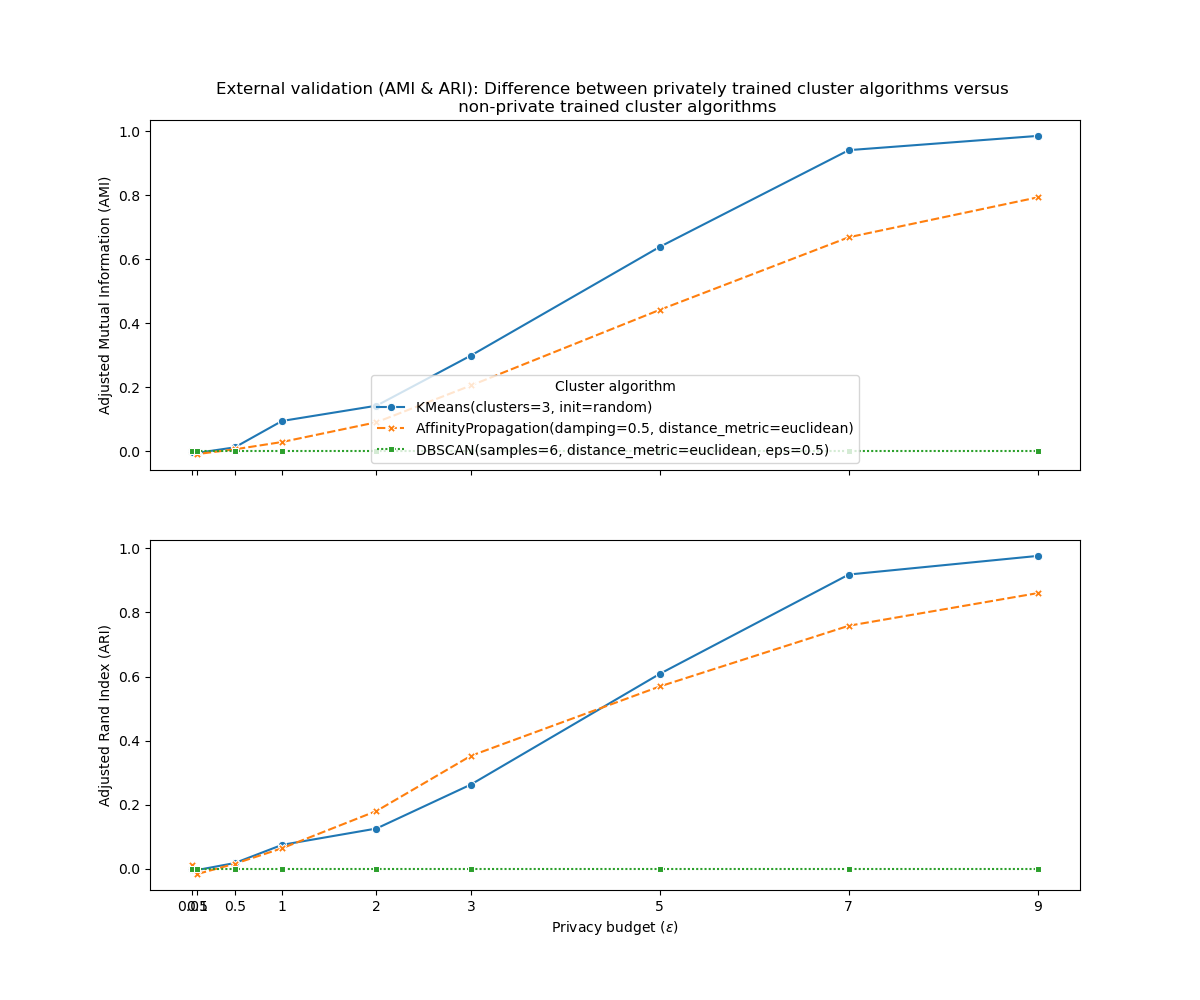 External validation (AMI & ARI): Difference between privately trained cluster algorithms versus
non-private trained cluster algorithms
1.0
0.8
0.6
0.4
0.2
0.0
Adjusted Mutual Information (AMI)
Cluster algorithm
KMeans(clusters=3, init=random)
AffinityPropagation(damping=0.5, distance_metric=euclidean)
DBSCAN(samples=6, distance_metric=euclidean, eps=0.5)
1.0
0.8
0.6
0.4
0.2
0.0
Adjusted Rand Index (ARI)
0.5 1 2 3 5 7 9
Privacy budget (ε)